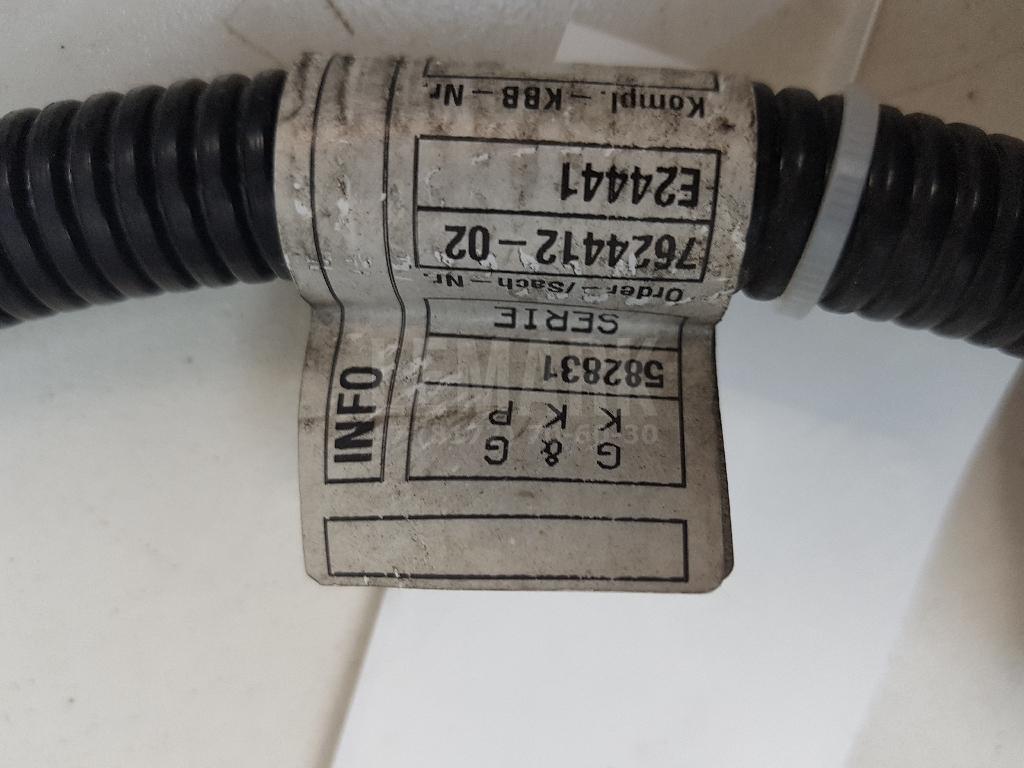 G & G
K K P
582831
SERIE
Order-/Sach-Nr.
7624412-02
E24441
Kompl.-KBB-Nr.
INFO